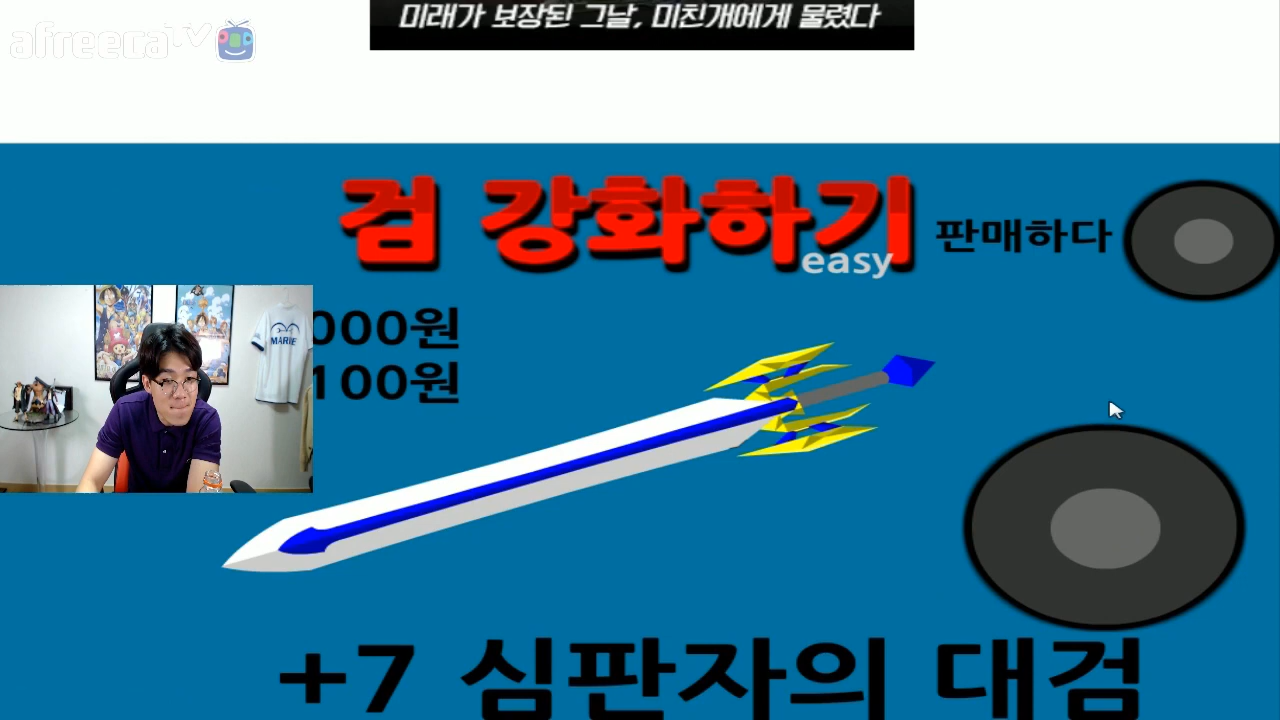 미래가 보장된 그날, 미친개에게 물렸다
afreecaTV
검 강화하기
easy
판매하다
000원
100원
MARIE
+7 심판자의 대검